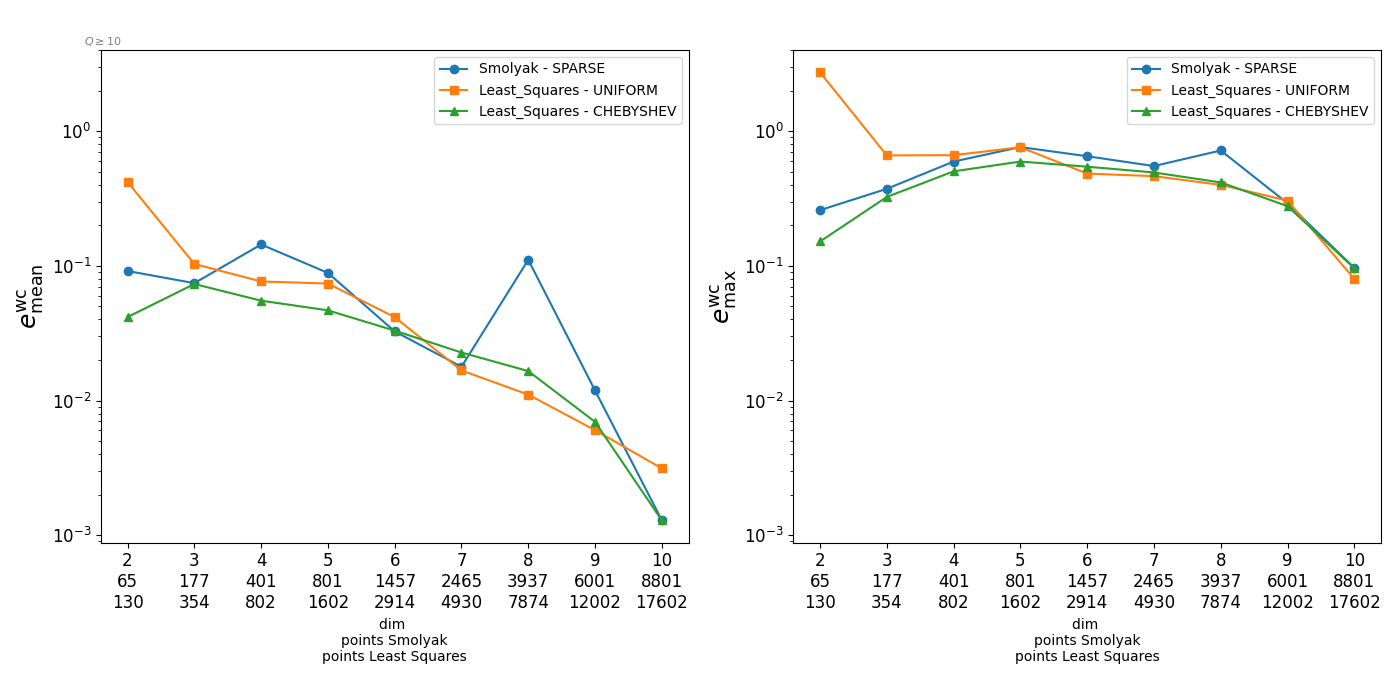 Q ≥ 10
Smolyak - SPARSE
Least_Squares - UNIFORM
Least_Squares - CHEBYSHEV
10^0
10^-1
10^-2
10^-3
e^wc_mean
2 3 4 5 6 7 8 9 10
65 177 401 801 1457 2465 3937 6001 8801
130 354 802 1602 2914 4930 7874 12002 17602
dim
points Smolyak
points Least Squares
Smolyak - SPARSE
Least_Squares - UNIFORM
Least_Squares - CHEBYSHEV
10^0
10^-1
10^-2
10^-3
e^wc_max
2 3 4 5 6 7 8 9 10
65 177 401 801 1457 2465 3937 6001 8801
130 354 802 1602 2914 4930 7874 12002 17602
dim
points Smolyak
points Least Squares